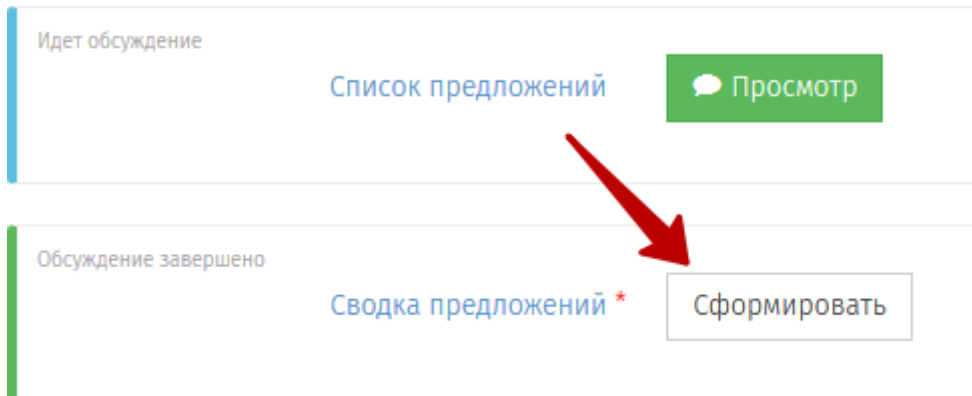 Идет обсуждение
Список предложений
Просмотр
Обсуждение завершено
Сводка предложений *
Сформировать